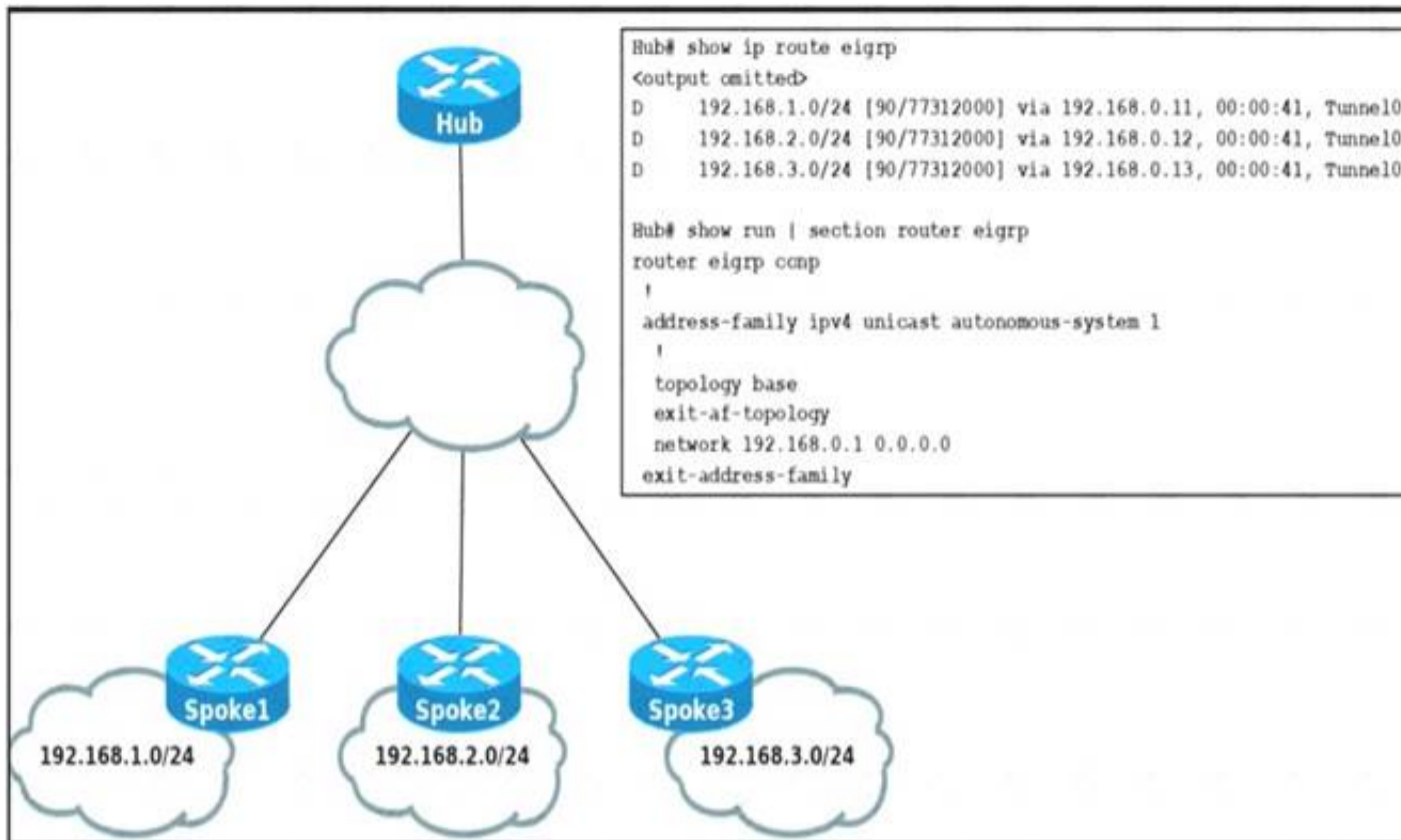 Hub# show ip route eigrp
<output omitted>
D 192.168.1.0/24 [90/77312000] via 192.168.0.11, 00:00:41, Tunnel0
D 192.168.2.0/24 [90/77312000] via 192.168.0.12, 00:00:41, Tunnel0
D 192.168.3.0/24 [90/77312000] via 192.168.0.13, 00:00:41, Tunnel0
Hub# show run | section router eigrp
router eigrp ccnp
!
address-family ipv4 unicast autonomous-system 1
!
topology base
exit-af-topology
network 192.168.0.1 0.0.0.0
exit-address-family
Hub
Spoke1
Spoke2
Spoke3
192.168.1.0/24
192.168.2.0/24
192.168.3.0/24